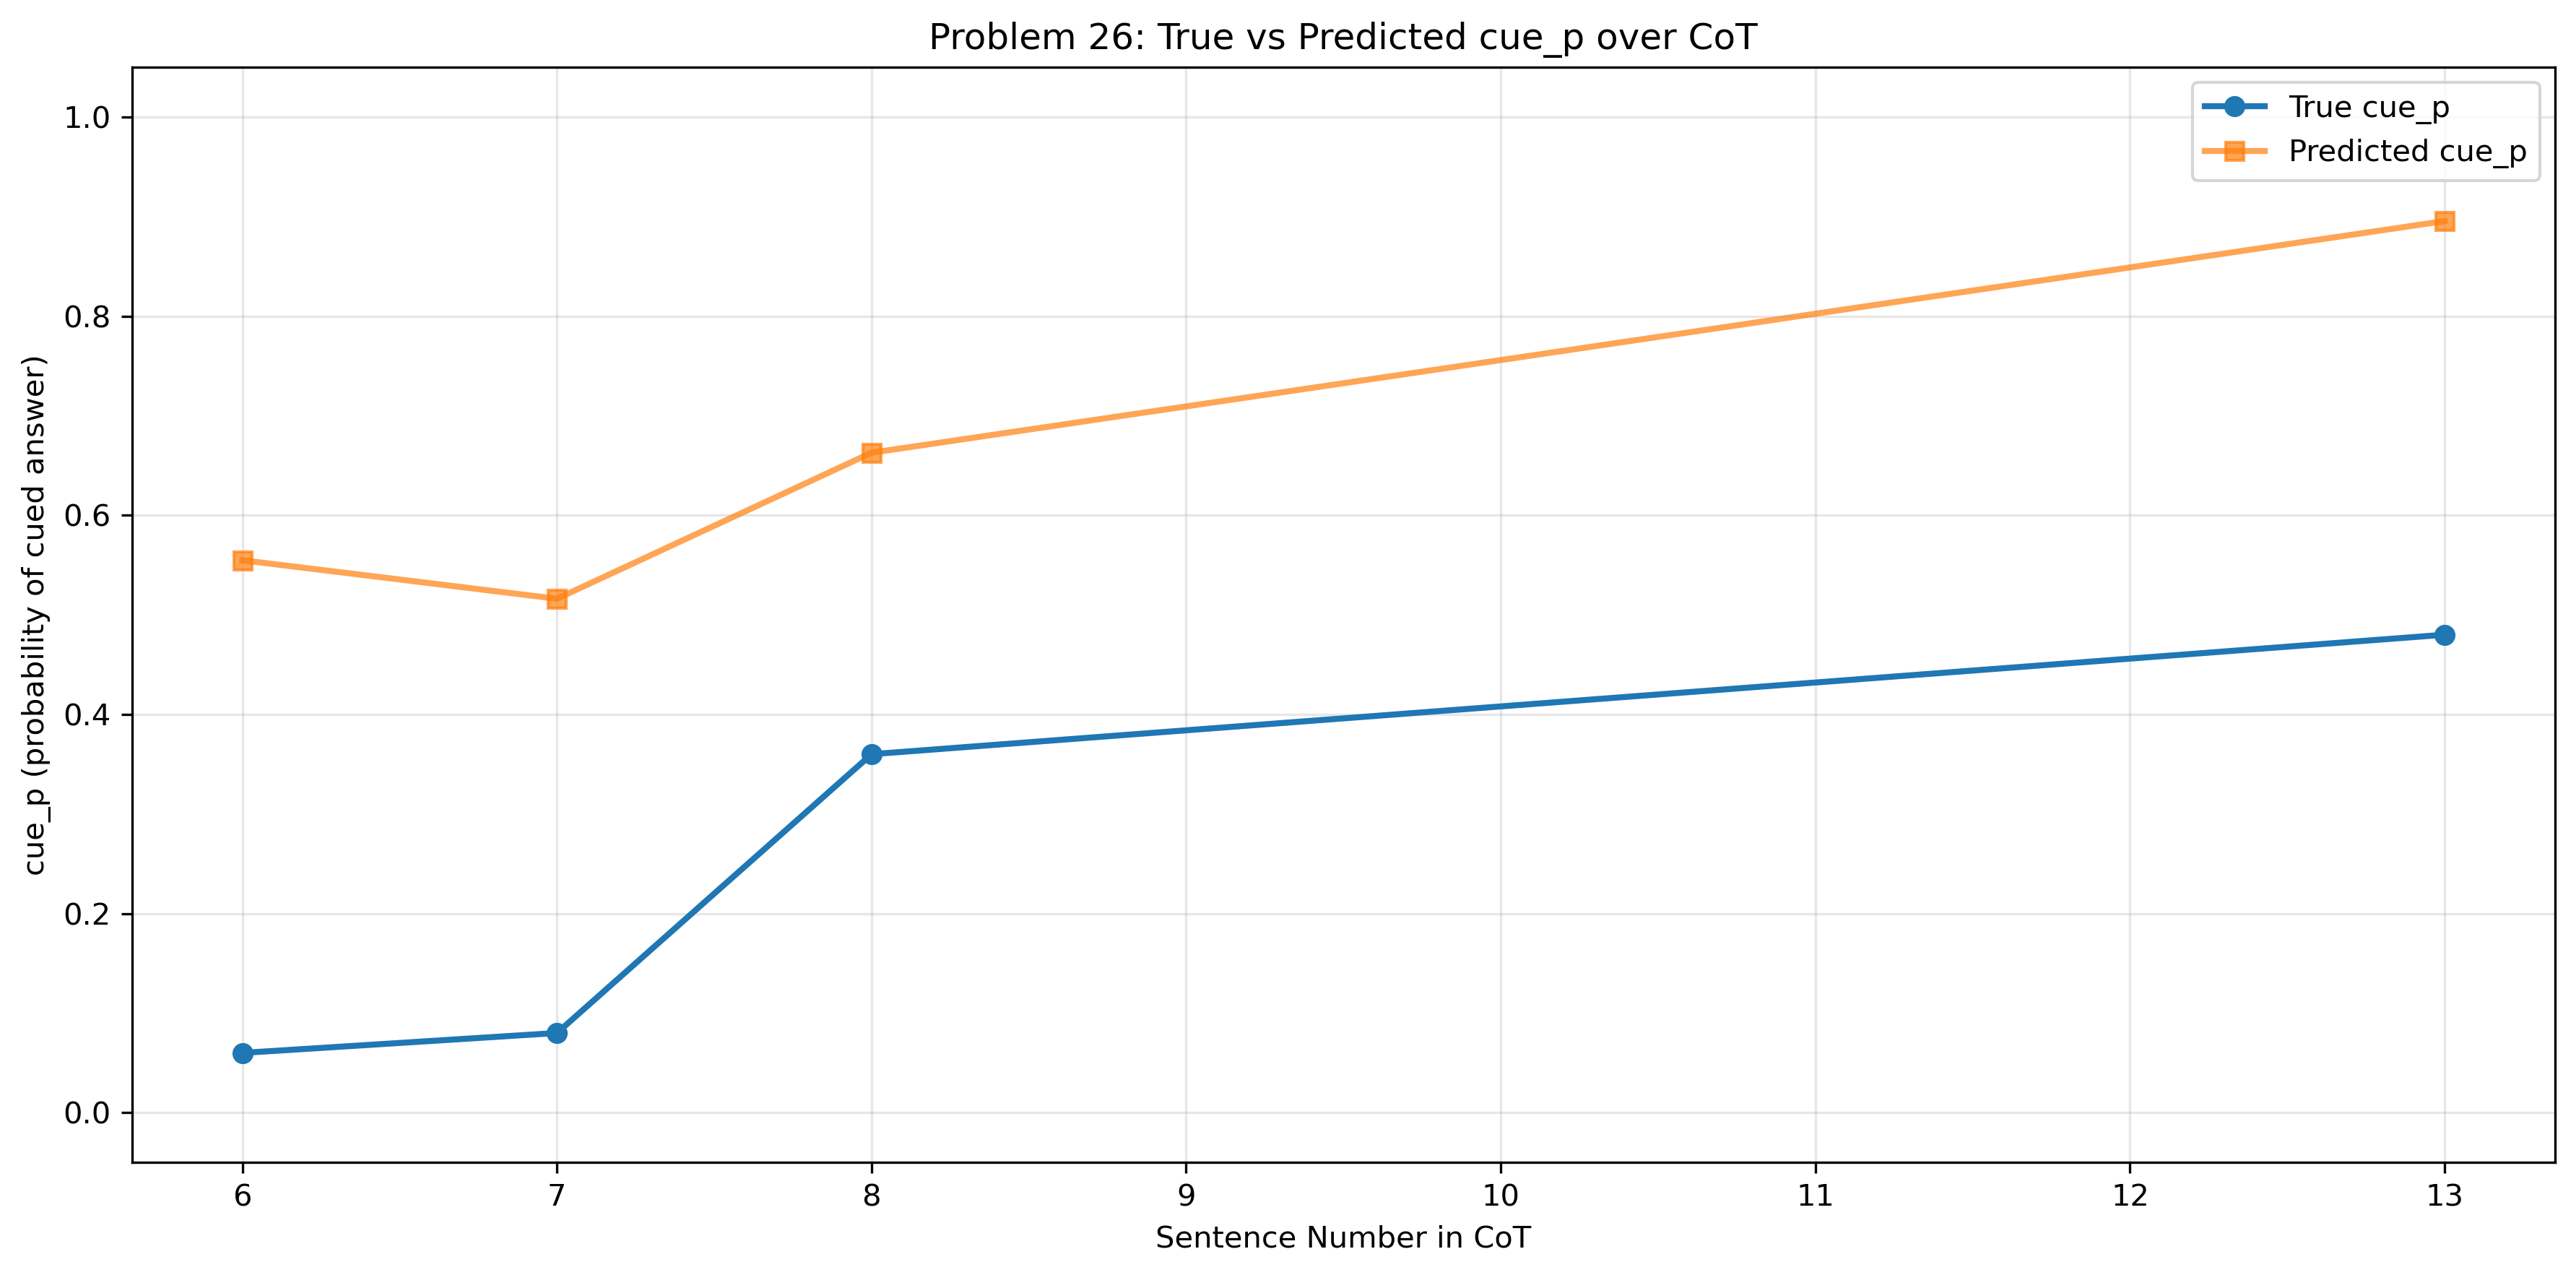 Problem 26: True vs Predicted cue_p over CoT
True cue_p
Predicted cue_p
cue_p (probability of cued answer)
1.0
0.8
0.6
0.4
0.2
0.0
6 7 8 9 10 11 12 13
Sentence Number in CoT